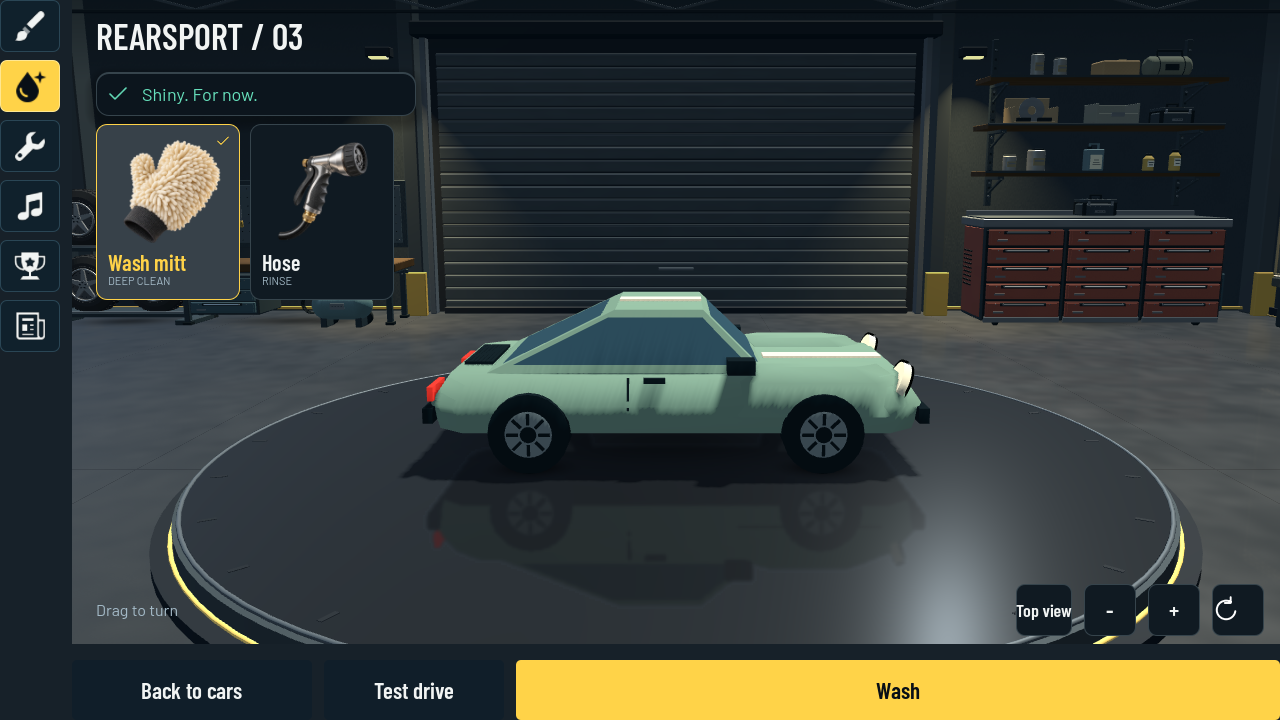 REARSPORT / 03
Shiny. For now.
Wash mitt
DEEP CLEAN
Hose
RINSE
Drag to turn
Top view
-
+
Back to cars
Test drive
Wash